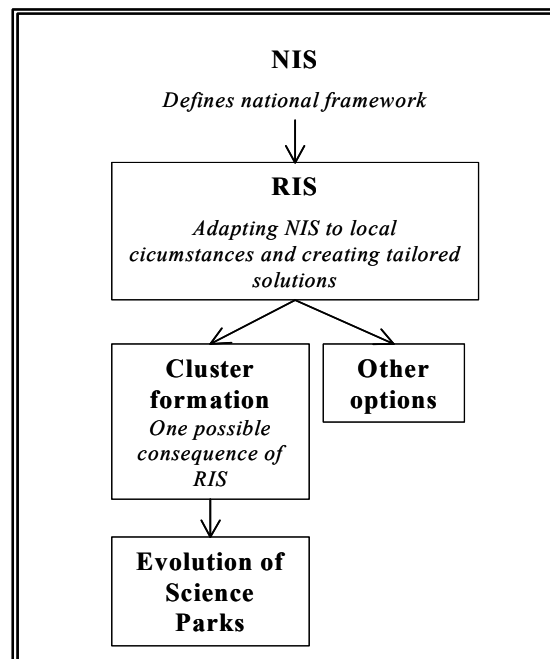 NIS
Defines national framework
RIS
Adapting NIS to local
cicumstances and creating tailored
solutions
Cluster
formation
One possible
consequence of
RIS
Other
options
Evolution of
Science
Parks